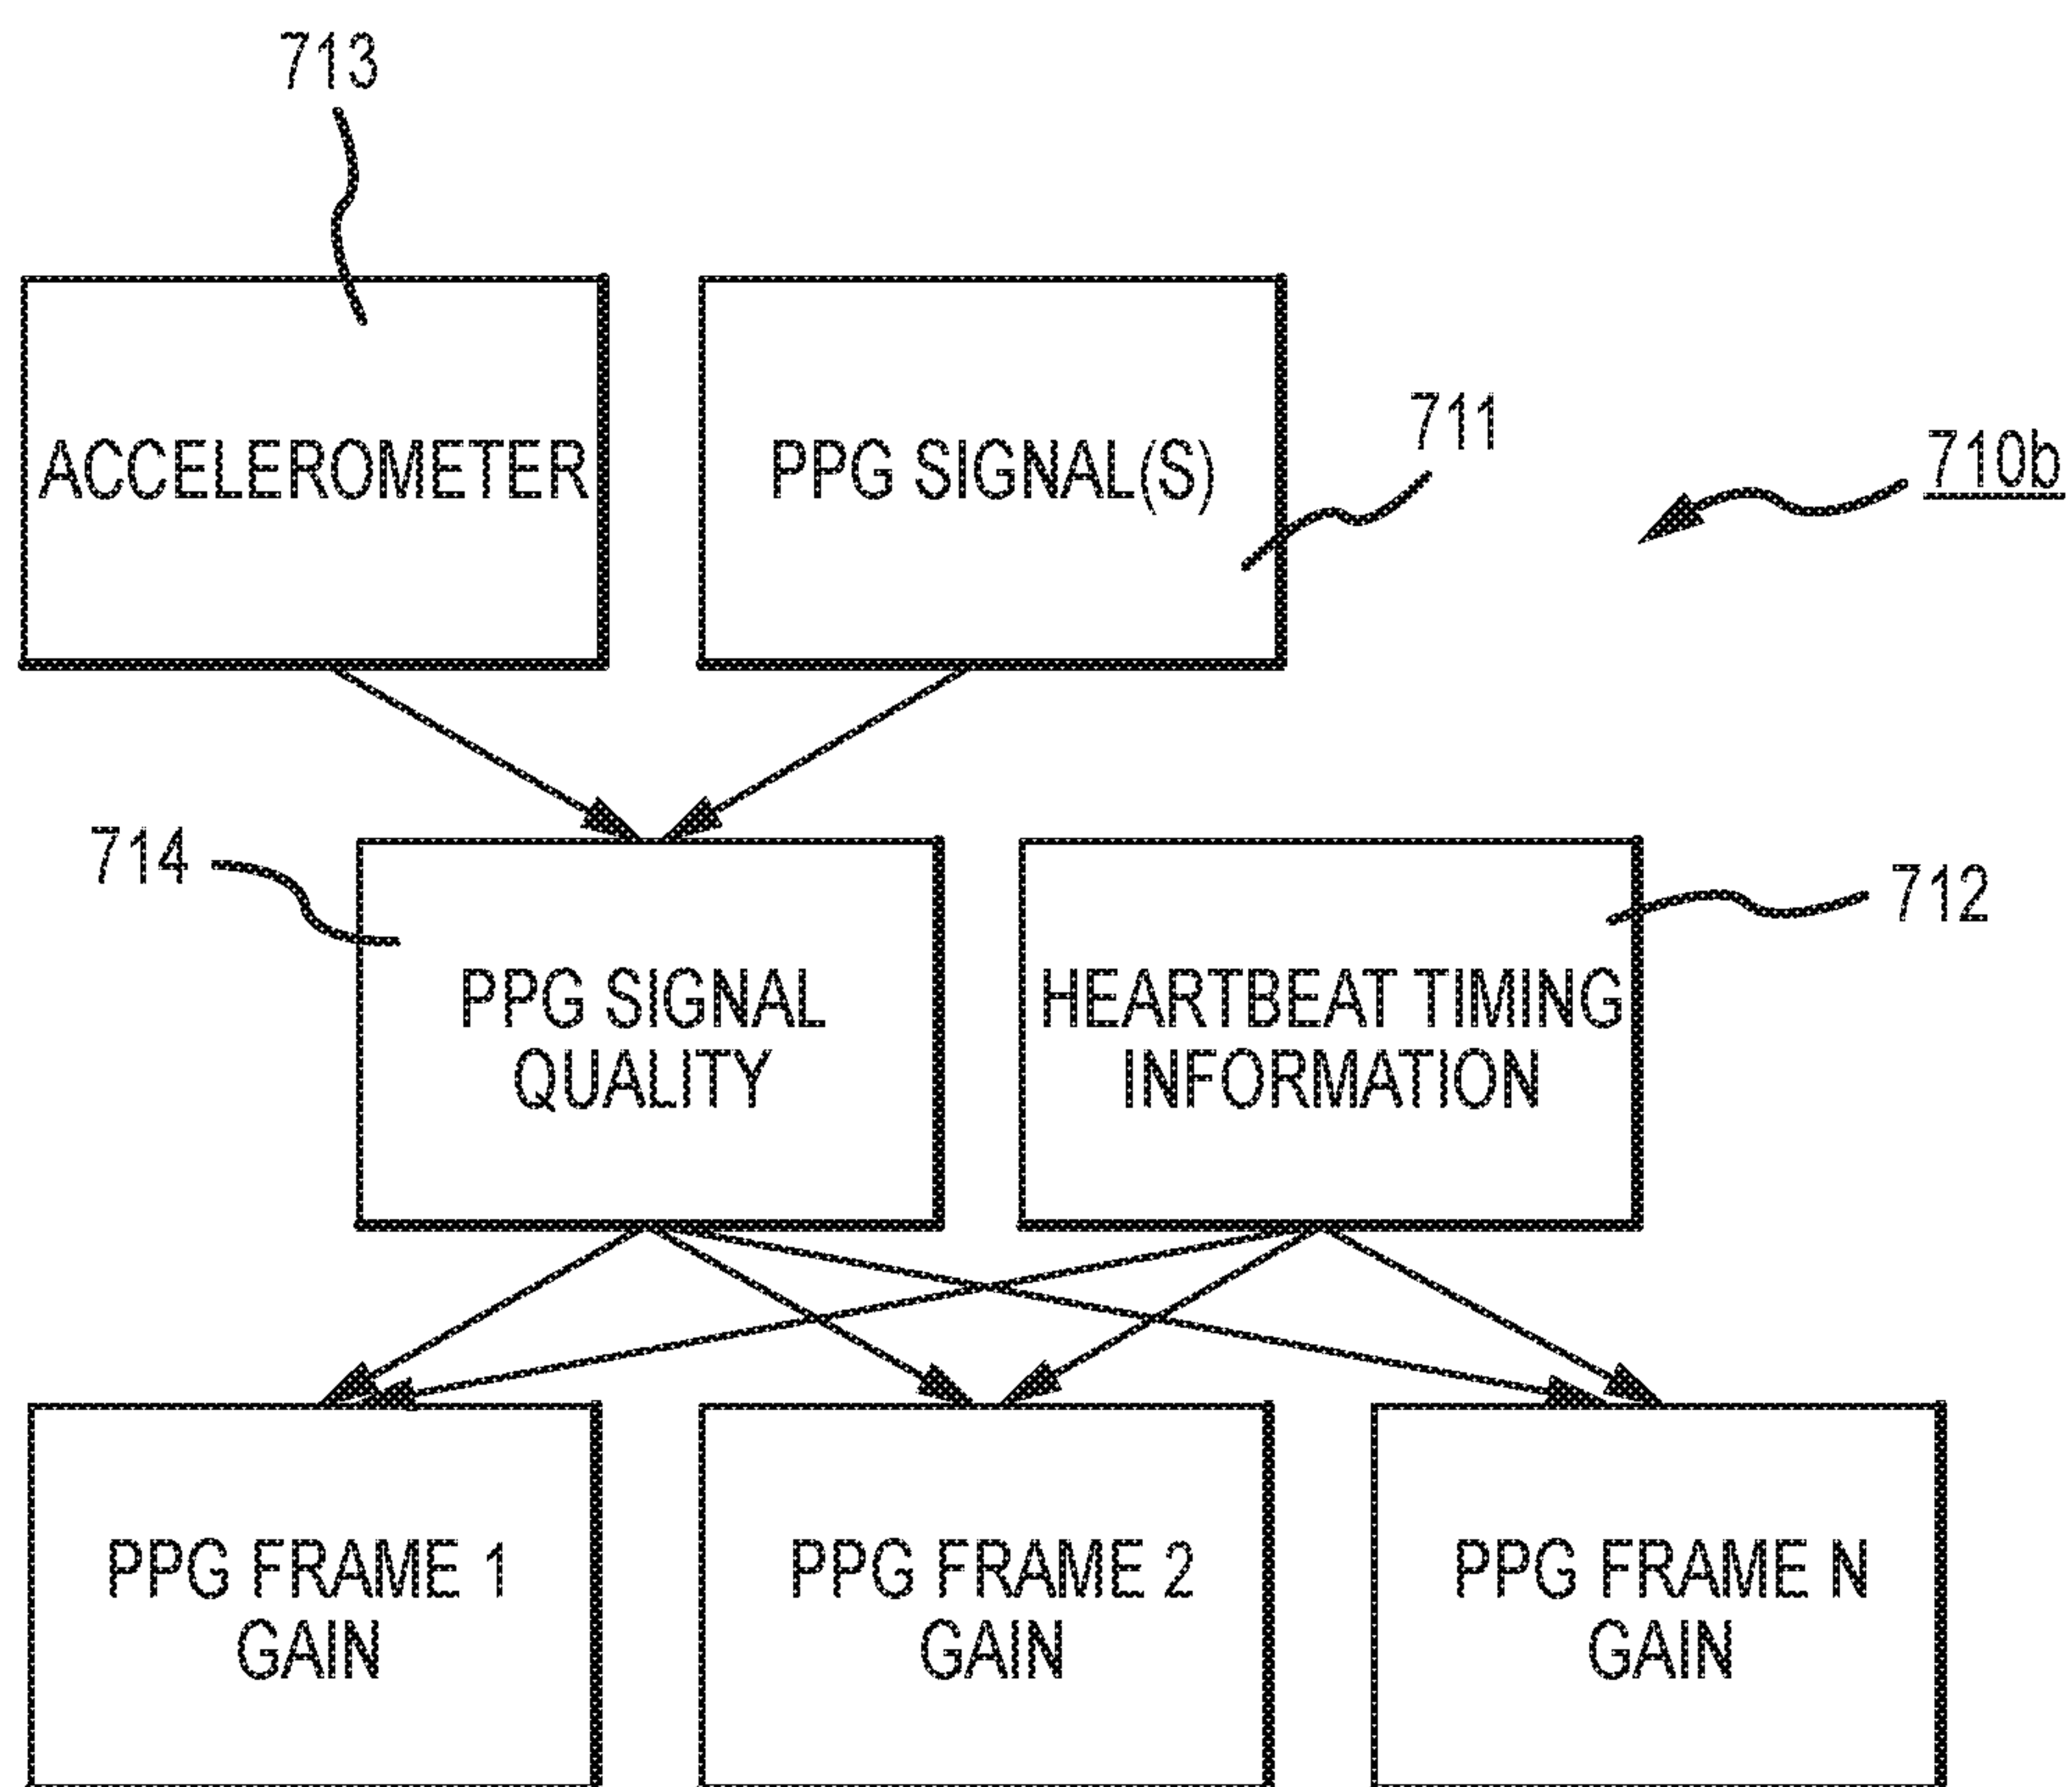 713
ACCELEROMETER
PPG SIGNAL(S)
711
710b
714
PPG SIGNAL
QUALITY
HEARTBEAT TIMING
INFORMATION
712
PPG FRAME 1
GAIN
PPG FRAME 2
GAIN
PPG FRAME N
GAIN